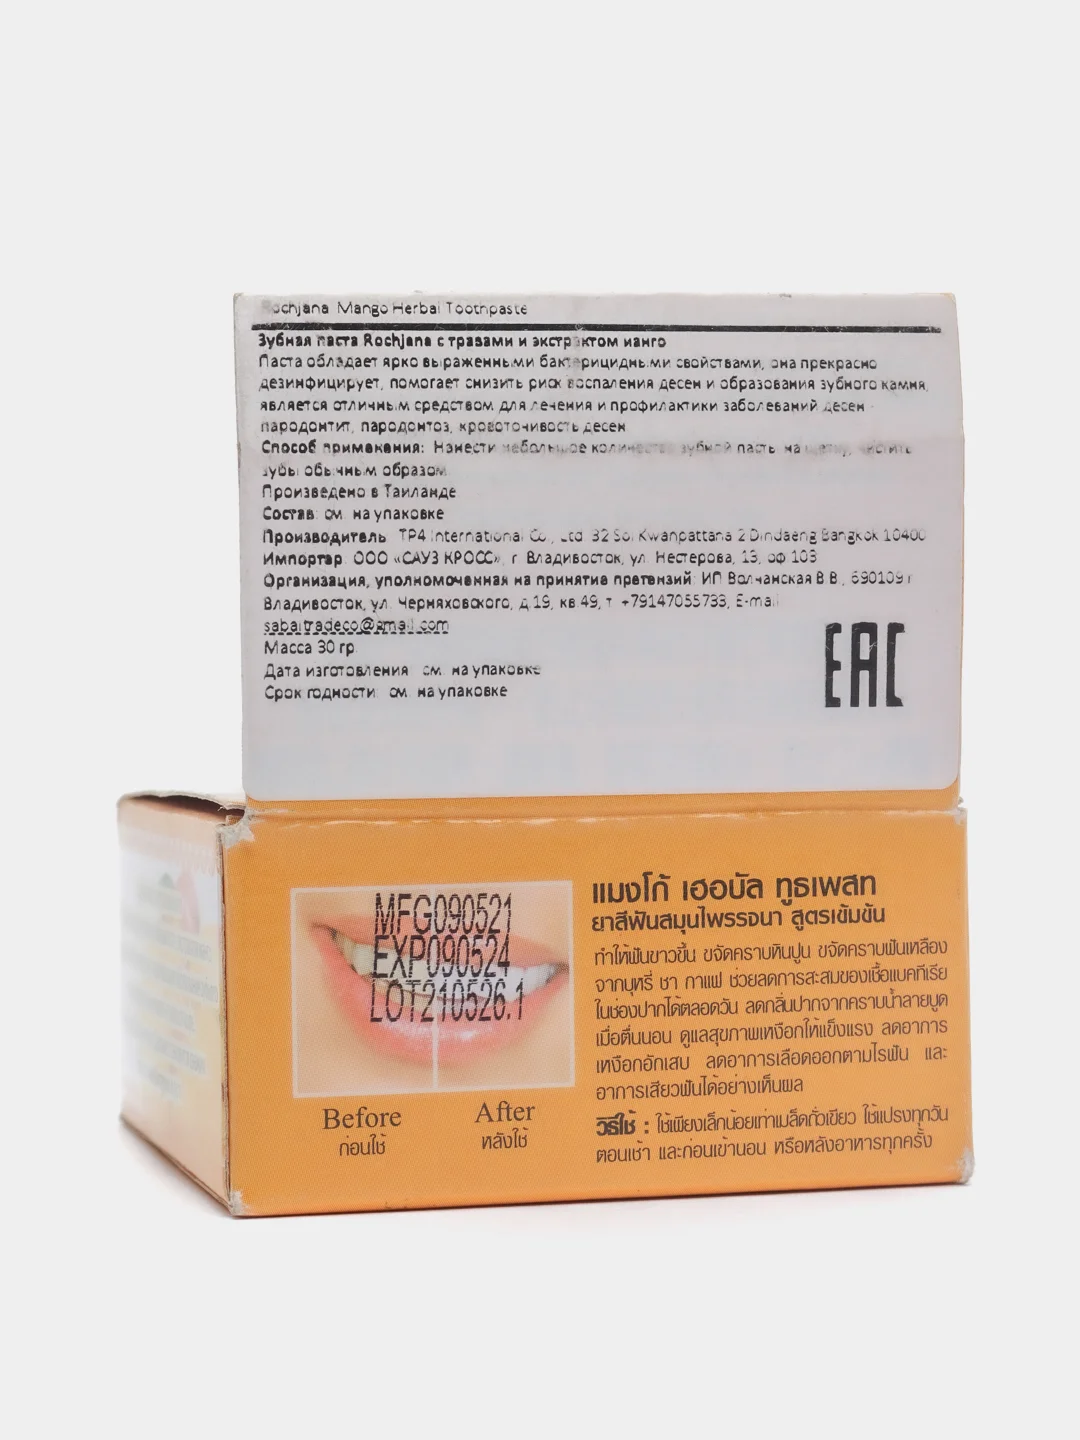 Rochjana Mango Herbal Toothpaste
Зубная паста Rochjana с травами и экстрактом манго
Паста обладает ярко выраженными бактерицидными свойствами, она прекрасно
дезинфицирует, помогает снизить риск воспаления десен и образования зубного камня,
является отличным средством для лечения и профилактики заболеваний десен -
пародонтит, пародонтоз, кровоточивость десен
Способ применения: Нанести небольшое количество зубной пасть на щетку, чистить
зубы обычным образом
Произведено в Таиланде
Состав: см. на упаковке
Производитель TP4 International Co., Ltd 32 Soi Kwanpattana 2 Dindaeng Bangkok 10400
Импортер ООО «САУЗ КРОСС», г. Владивосток, ул. Нестерова, 13, оф 103
Организация, уполномоченная на принятие претензий: ИП Волчанская В.В., 690109 г
Владивосток, ул. Черняховского, д.19, кв 49, т. +79147055733, E-mail
sabaitradeco@gmail.com
Масса 30 гр
Дата изготовления см. на упаковке
Срок годности: см. на упаковке
EAC
MFG090521
EXP090524
LOT210526.1
Before
ก่อนใช้
After
หลังใช้
แมงโก้ เฮอบัล ทูธเพสท
ยาสีฟันสมุนไพรรจนา สูตรเข้มข้น
ทำให้ฟันขาวขึ้น ขจัดคราบหินปูน ขจัดคราบฟันเหลือง
จากบุหรี่ ชา กาแฟ ช่วยลดการสะสมของเชื้อแบคทีเรีย
ในช่องปากได้ตลอดวัน ลดกลิ่นปากจากคราบน้ำลายบูด
เมื่อตื่นนอน ดูแลสุขภาพเหงือกให้แข็งแรง ลดอาการ
เหงือกอักเสบ ลดอาการเลือดออกตามไรฟัน และ
อาการเสียวฟันได้อย่างเห็นผล
วิธีใช้ : ใช้เพียงเล็กน้อยเท่าเมล็ดถั่วเขียว ใช้แปรงทุกวัน
ตอนเช้า และก่อนเข้านอน หรือหลังอาหารทุกครั้ง